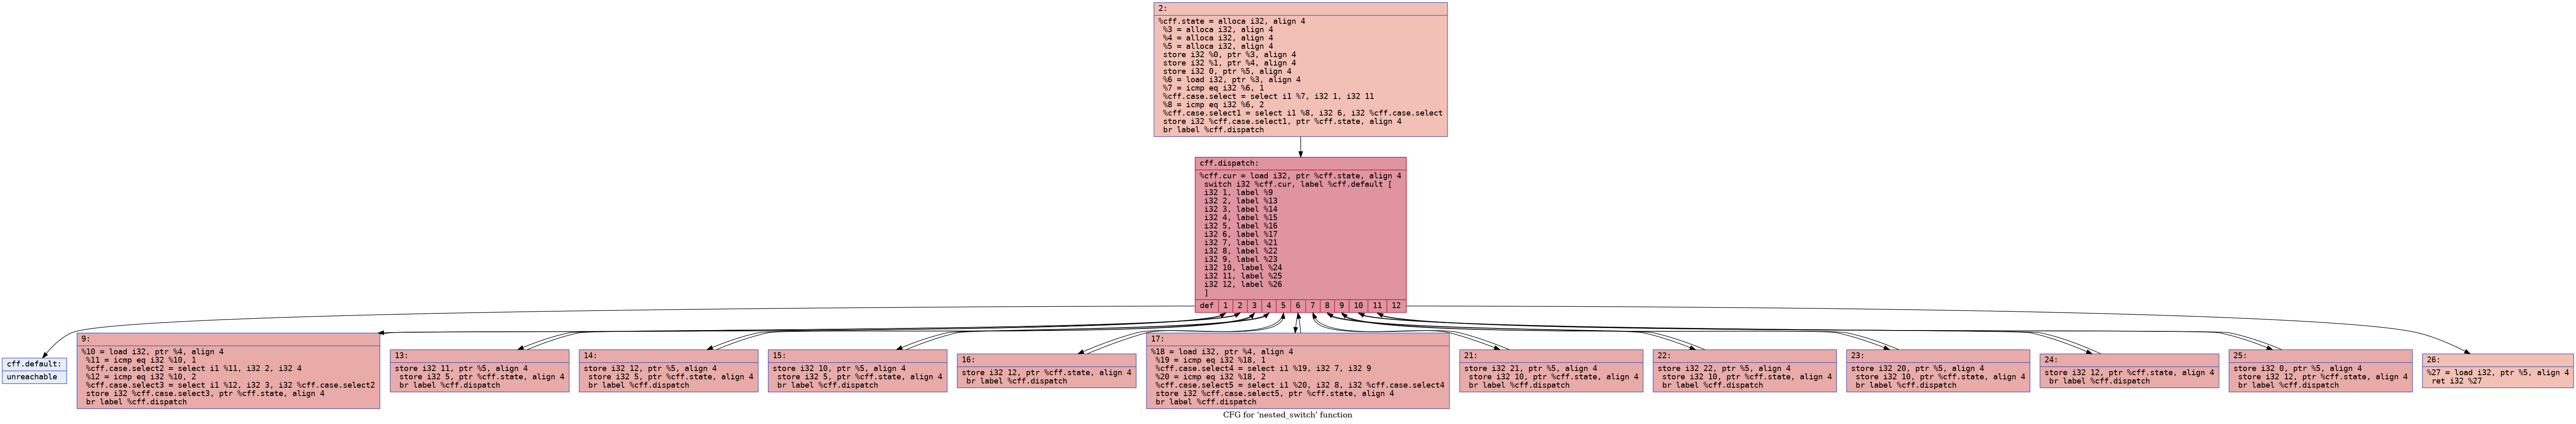 2:
%cff.state = alloca i32, align 4
%3 = alloca i32, align 4
%4 = alloca i32, align 4
%5 = alloca i32, align 4
store i32 %0, ptr %3, align 4
store i32 %1, ptr %4, align 4
store i32 0, ptr %5, align 4
%6 = load i32, ptr %3, align 4
%7 = icmp eq i32 %6, 1
%cff.case.select = select i1 %7, i32 1, i32 11
%8 = icmp eq i32 %6, 2
%cff.case.select1 = select i1 %8, i32 6, i32 %cff.case.select
store i32 %cff.case.select1, ptr %cff.state, align 4
br label %cff.dispatch
cff.dispatch:
%cff.cur = load i32, ptr %cff.state, align 4
switch i32 %cff.cur, label %cff.default [
i32 1, label %9
i32 2, label %13
i32 3, label %14
i32 4, label %15
i32 5, label %16
i32 6, label %17
i32 7, label %21
i32 8, label %22
i32 9, label %23
i32 10, label %24
i32 11, label %25
i32 12, label %26
]
def 1 2 3 4 5 6 7 8 9 10 11 12
cff.default:
unreachable
9:
%10 = load i32, ptr %4, align 4
%11 = icmp eq i32 %10, 1
%cff.case.select2 = select i1 %11, i32 2, i32 4
%12 = icmp eq i32 %10, 2
%cff.case.select3 = select i1 %12, i32 3, i32 %cff.case.select2
store i32 %cff.case.select3, ptr %cff.state, align 4
br label %cff.dispatch
13:
store i32 11, ptr %5, align 4
store i32 5, ptr %cff.state, align 4
br label %cff.dispatch
14:
store i32 12, ptr %5, align 4
store i32 5, ptr %cff.state, align 4
br label %cff.dispatch
15:
store i32 10, ptr %5, align 4
store i32 5, ptr %cff.state, align 4
br label %cff.dispatch
16:
store i32 12, ptr %cff.state, align 4
br label %cff.dispatch
17:
%18 = load i32, ptr %4, align 4
%19 = icmp eq i32 %18, 1
%cff.case.select4 = select i1 %19, i32 7, i32 9
%20 = icmp eq i32 %18, 2
%cff.case.select5 = select i1 %20, i32 8, i32 %cff.case.select4
store i32 %cff.case.select5, ptr %cff.state, align 4
br label %cff.dispatch
21:
store i32 21, ptr %5, align 4
store i32 10, ptr %cff.state, align 4
br label %cff.dispatch
22:
store i32 22, ptr %5, align 4
store i32 10, ptr %cff.state, align 4
br label %cff.dispatch
23:
store i32 20, ptr %5, align 4
store i32 10, ptr %cff.state, align 4
br label %cff.dispatch
24:
store i32 12, ptr %cff.state, align 4
br label %cff.dispatch
25:
store i32 0, ptr %5, align 4
store i32 12, ptr %cff.state, align 4
br label %cff.dispatch
26:
%27 = load i32, ptr %5, align 4
ret i32 %27
CFG for 'nested_switch' function